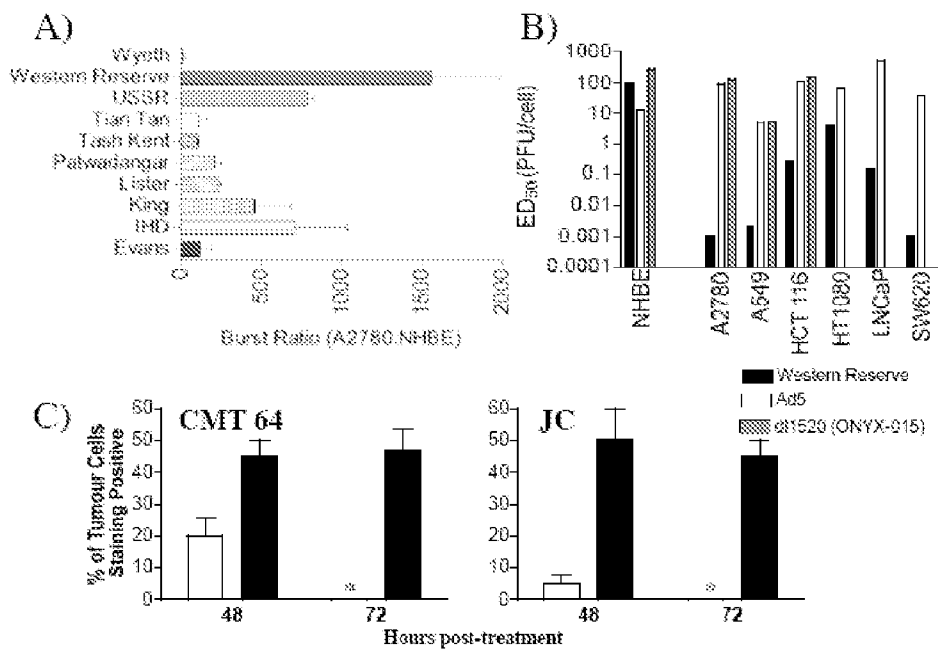 A)
Wyeth
Western Reserve
USSR
Tian Tan
Tash Kent
Patwadangar
Lister
King
IHD
Evans
0
500
1000
1500
2000
Burst Ratio (A2780:NHBE)
B)
ED50 (PFU/cell)
1000
100
10
1
0.1
0.01
0.001
0.0001
NHBE
A2780
A549
HCT 116
HT1080
LNCaP
SW620
Western Reserve
Ad5
dl1520 (ONYX-015)
C)
% of Tumour Cells
Staining Positive
CMT 64
60
50
40
30
20
10
0
*
48
72
JC
60
50
40
30
20
10
0
*
48
72
Hours post-treatment